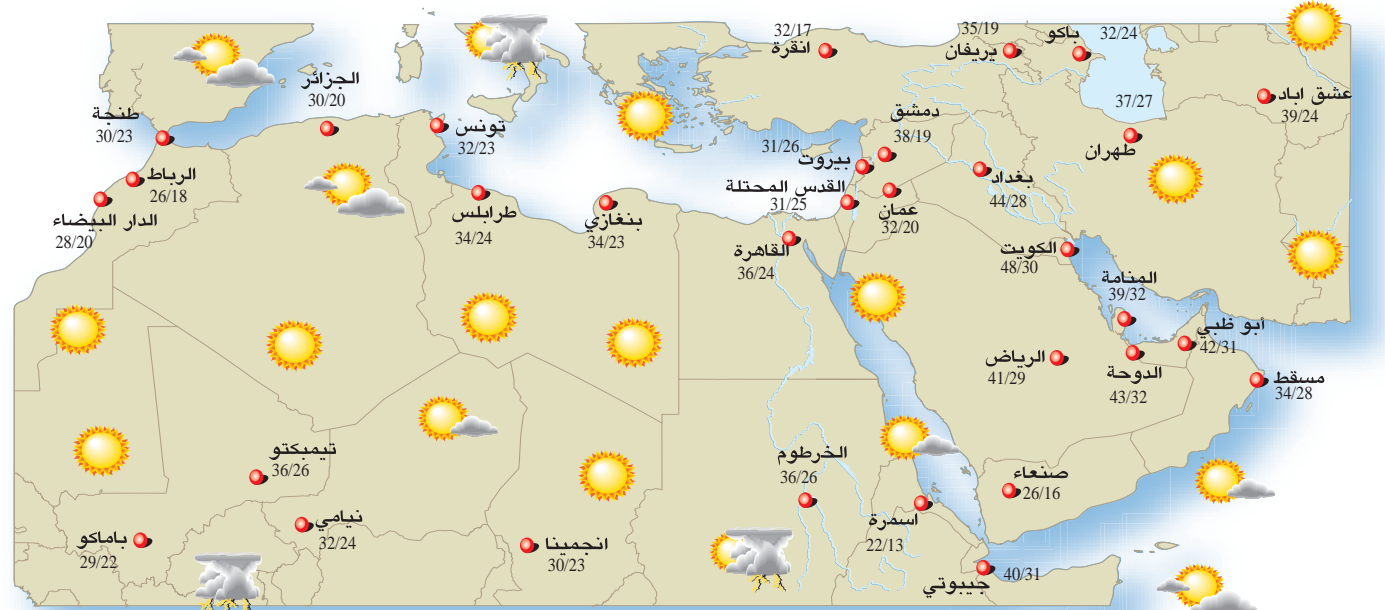 32/17
انقرة
35/19
يريفان
باكو
32/24
عشق اباد
39/24
37/27
طهران
الجزائر
30/20
طنجة
30/23
تونس
32/23
دمشق
38/19
31/26
بيروت
الرباط
26/18
الدار البيضاء
28/20
طرابلس
34/24
بنغازي
34/23
القدس المحتلة
31/25
عمان
32/20
بغداد
44/28
القاهرة
36/24
الكويت
48/30
المنامة
39/32
أبو ظبي
42/31
الرياض
41/29
الدوحة
43/32
مسقط
34/28
تيمبكتو
36/26
الخرطوم
36/26
صنعاء
26/16
باماكو
29/22
نيامي
32/24
انجمينا
30/23
اسمرة
22/13
جيبوتي
40/31